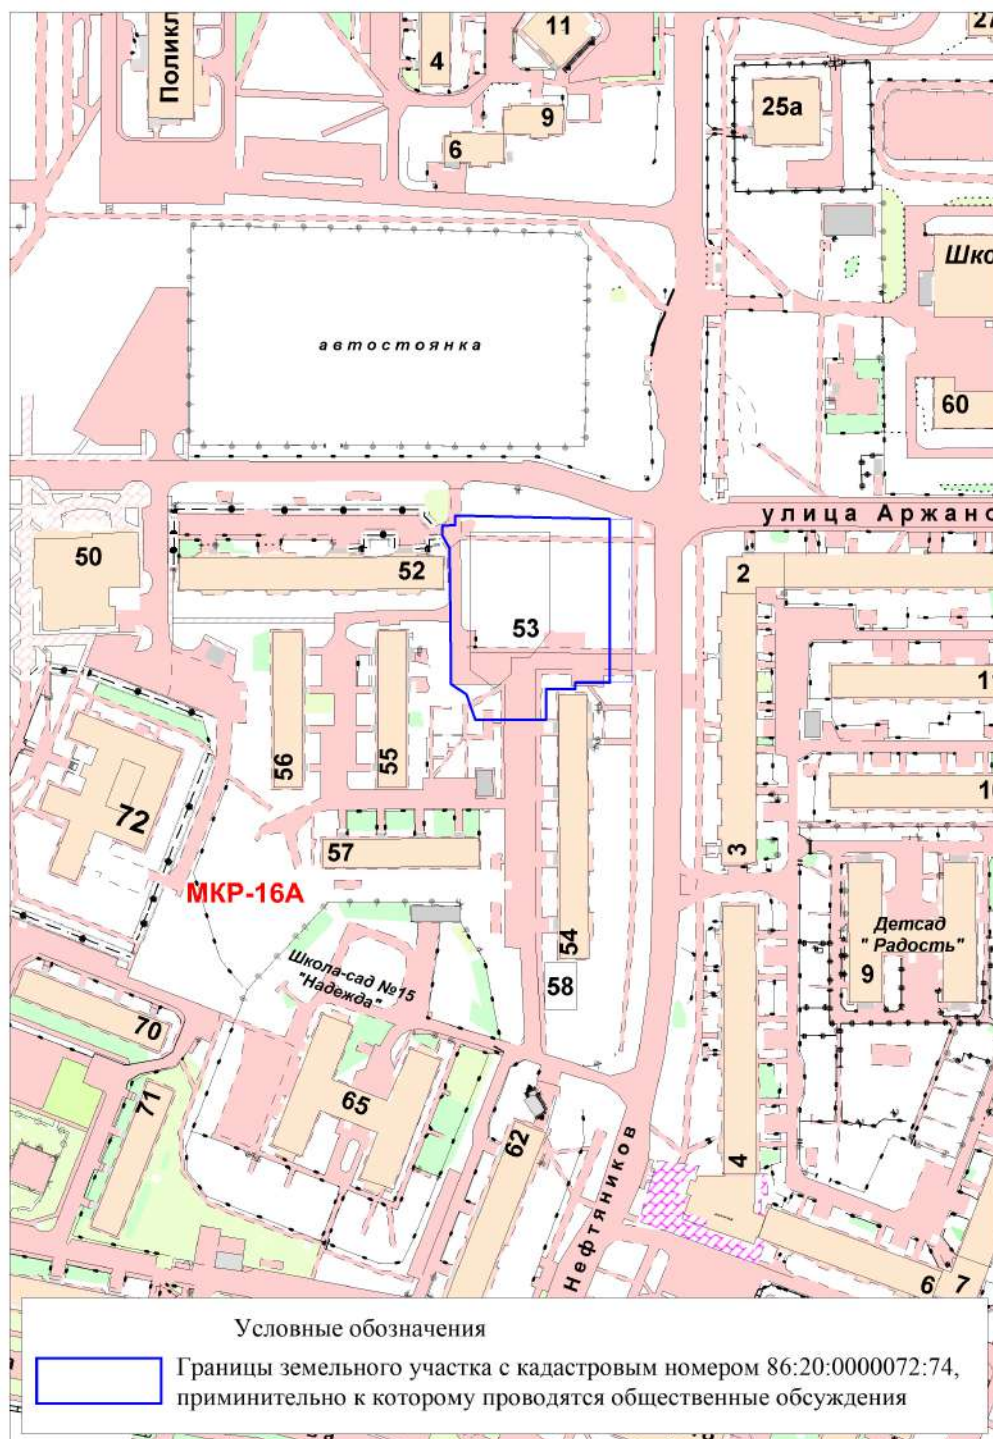 Поликл
4
11
27
9
6
25а
Шко
автостоянка
60
улица Аржано
50
52
53
2
11
56
55
72
10
57
3
МКР-16А
Школа-сад №15
"Надежда"
Детсад
" Радость"
9
54
58
70
71
65
62
4
Нефтяников
6
7
Условные обозначения
Границы земельного участка с кадастровым номером 86:20:0000072:74,
приминительно к которому проводятся общественные обсуждения